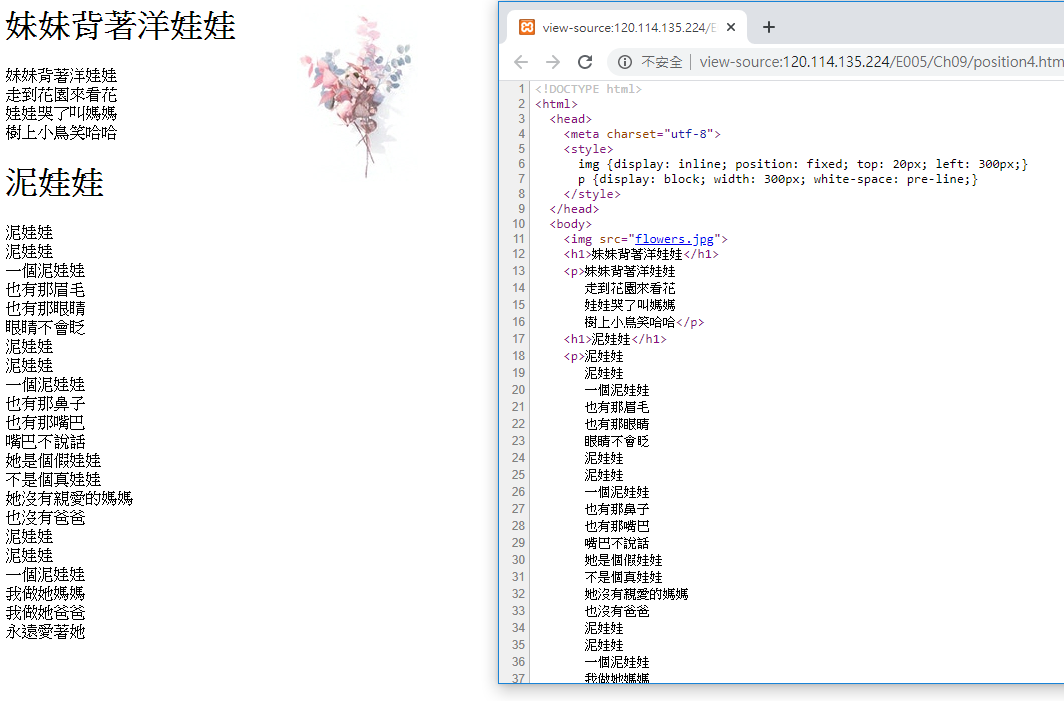 妹妹背著洋娃娃
妹妹背著洋娃娃
走到花園來看花
娃娃哭了叫媽媽
樹上小鳥笑哈哈
泥娃娃
泥娃娃
泥娃娃
一個泥娃娃
也有那眉毛
也有那眼睛
眼睛不會眨
泥娃娃
泥娃娃
一個泥娃娃
也有那鼻子
也有那嘴巴
嘴巴不說話
她是個假娃娃
不是個真娃娃
她沒有親愛的媽媽
也沒有爸爸
泥娃娃
泥娃娃
一個泥娃娃
我做她媽媽
我做她爸爸
永遠愛著她
view-source:120.114.135.224/E
不安全 | view-source:120.114.135.224/E005/Ch09/position4.htm
1 <!DOCTYPE html>
2 <html>
3 <head>
4 <meta charset="utf-8">
5 <style>
6 img {display: inline; position: fixed; top: 20px; left: 300px;}
7 p {display: block; width: 300px; white-space: pre-line;}
8 </style>
9 </head>
10 <body>
11 <img src="flowers.jpg">
12 <h1>妹妹背著洋娃娃</h1>
13 <p>妹妹背著洋娃娃
14 走到花園來看花
15 娃娃哭了叫媽媽
16 樹上小鳥笑哈哈</p>
17 <h1>泥娃娃</h1>
18 <p>泥娃娃
19 泥娃娃
20 一個泥娃娃
21 也有那眉毛
22 也有那眼睛
23 眼睛不會眨
24 泥娃娃
25 泥娃娃
26 一個泥娃娃
27 也有那鼻子
28 也有那嘴巴
29 嘴巴不說話
30 她是個假娃娃
31 不是個真娃娃
32 她沒有親愛的媽媽
33 也沒有爸爸
34 泥娃娃
35 泥娃娃
36 一個泥娃娃
37 我做她媽媽